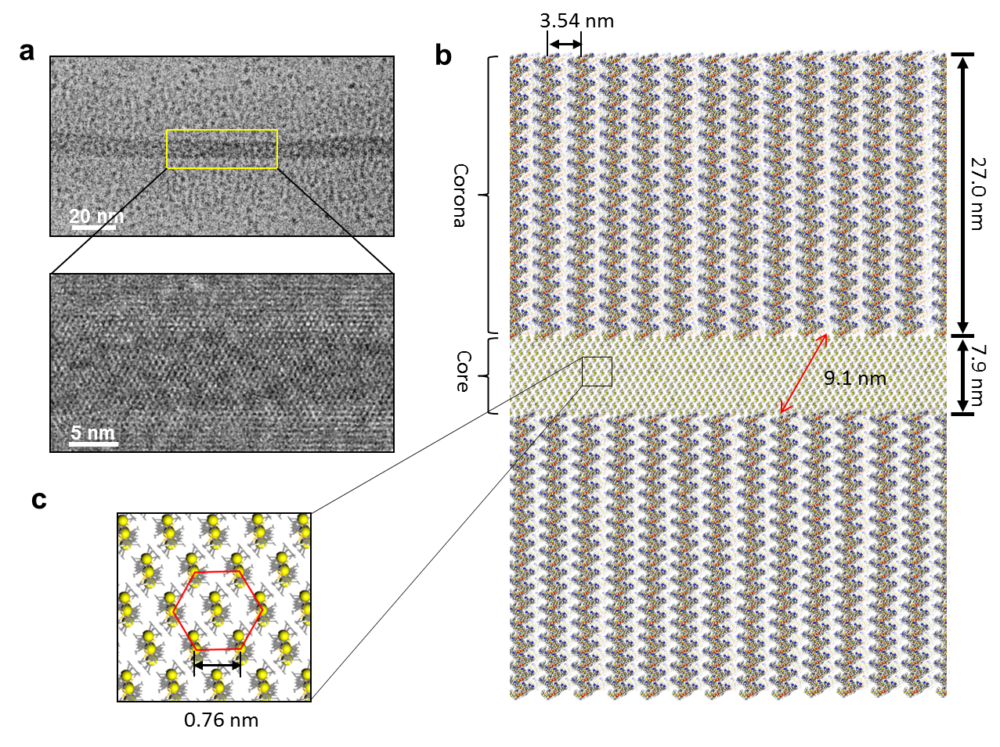 a
20 nm
5 nm
b
3.54 nm
Corona
27.0 nm
Core
9.1 nm
7.9 nm
c
0.76 nm